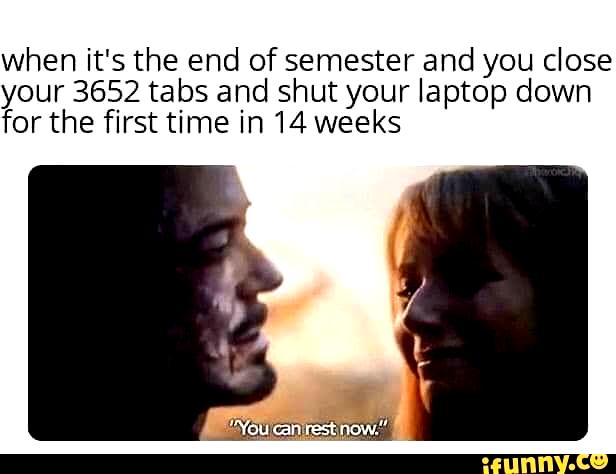 when it's the end of semester and you close
your 3652 tabs and shut your laptop down
for the first time in 14 weeks
"You can rest now."
ifunny.co